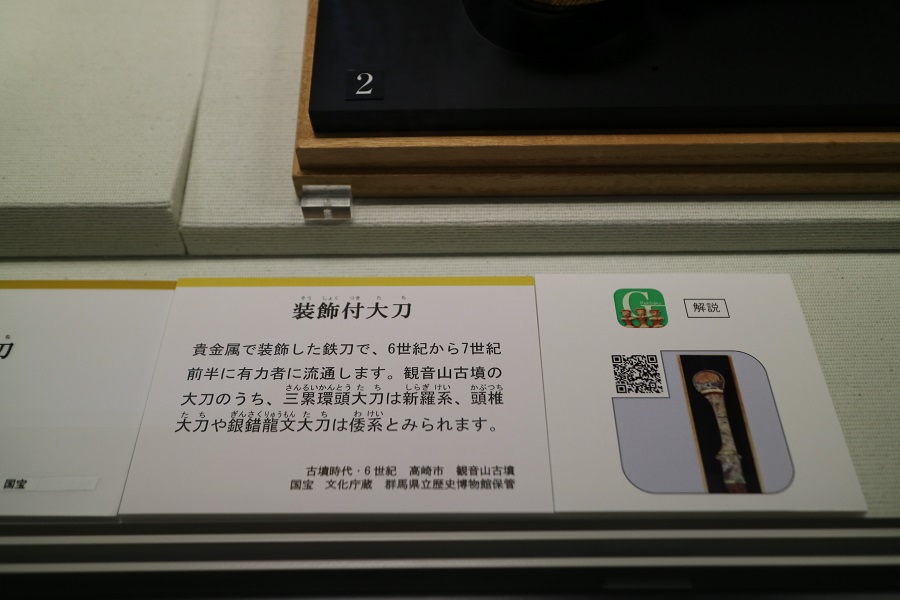 2
刀
国宝
装飾付大刀
貴金属で装飾した鉄刀で、6世紀から7世紀
前半に有力者に流通します。観音山古墳の
大刀のうち、三累環頭大刀は新羅系、頭椎
大刀や銀錯龍文大刀は倭系とみられます。
古墳時代・6世紀 高崎市 観音山古墳
国宝 文化庁蔵 群馬県立歴史博物館保管
解説